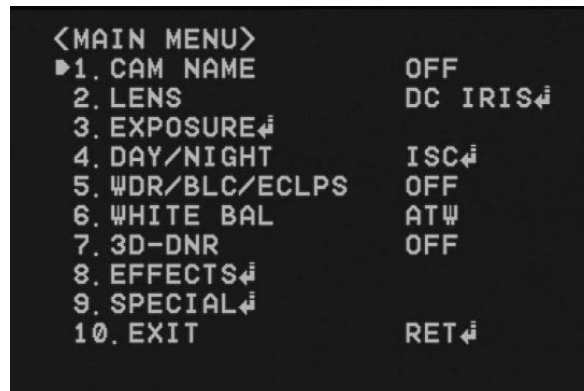 <MAIN MENU>
▶1. CAM NAME OFF
2. LENS DC IRIS↲
3. EXPOSURE↲
4. DAY/NIGHT ISC↲
5. WDR/BLC/ECLPS OFF
6. WHITE BAL ATW
7. 3D-DNR OFF
8. EFFECTS↲
9. SPECIAL↲
10. EXIT RET↲